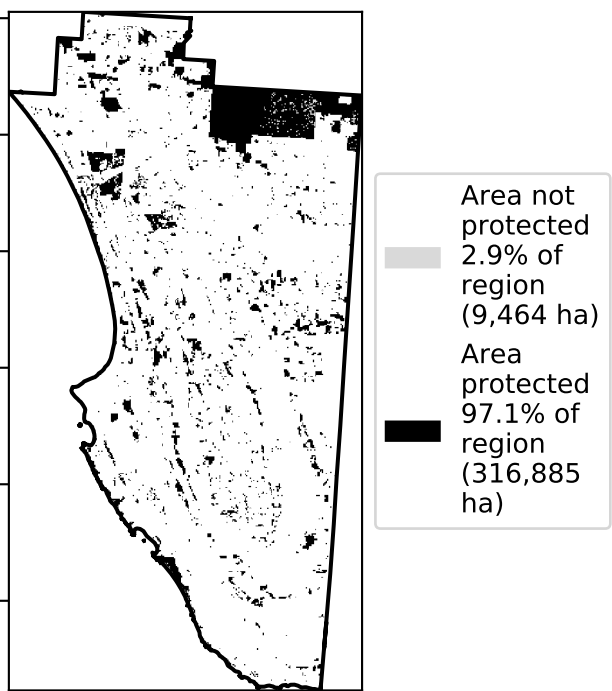 Area not
protected
2.9% of
region
(9,464 ha)
Area
protected
97.1% of
region
(316,885
ha)